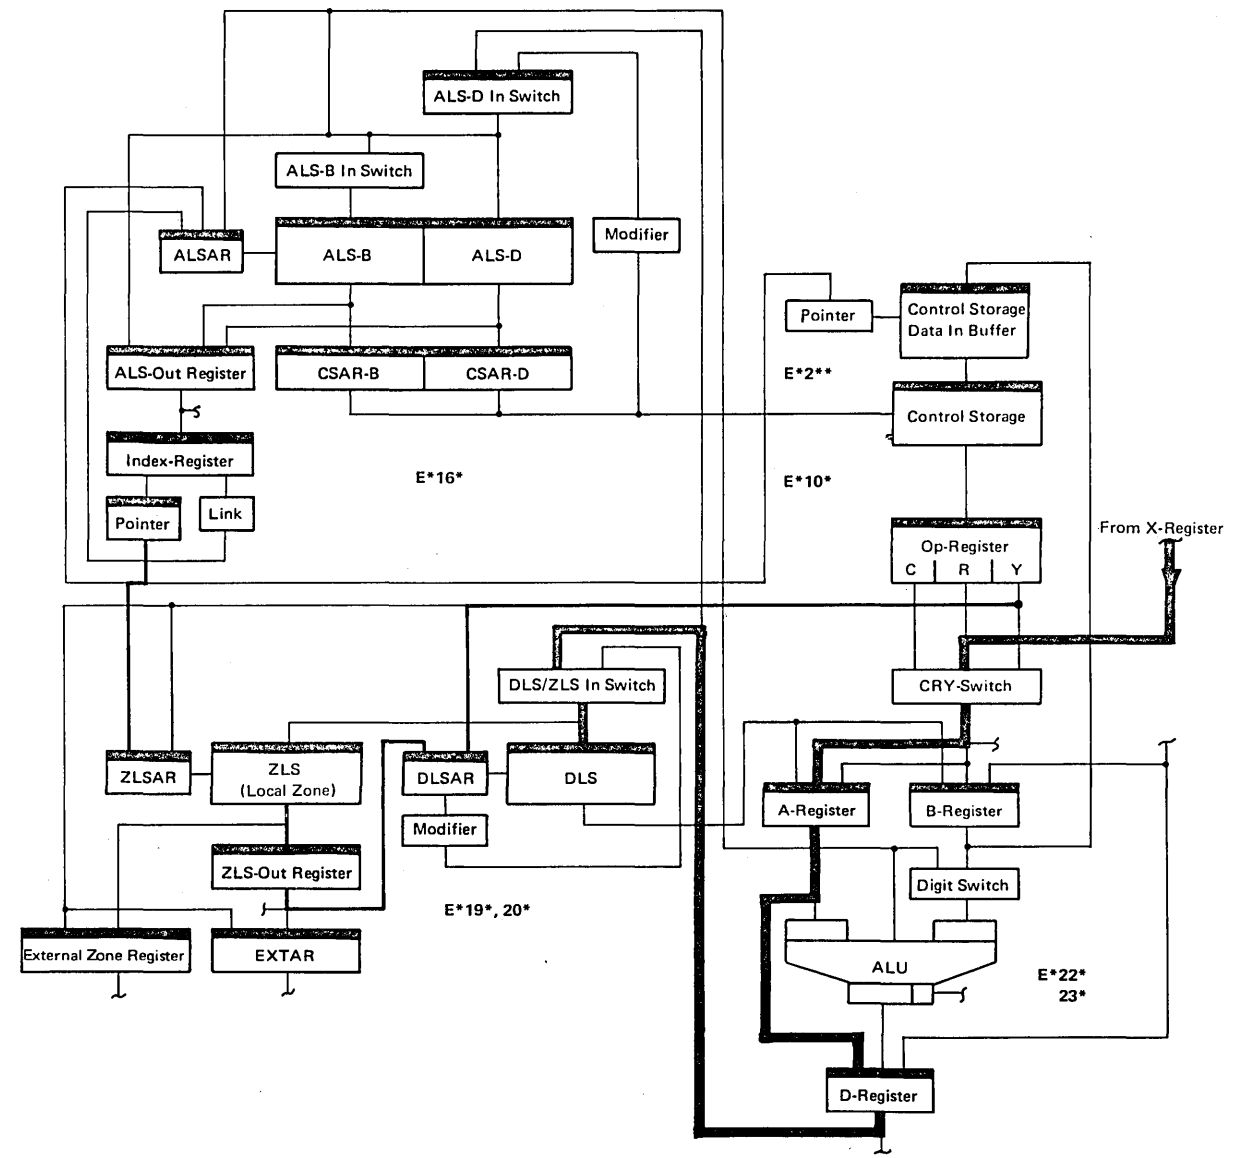 ALS-D In Switch
ALS-B In Switch
Modifier
ALSAR
ALS-B
ALS-D
Pointer
Control Storage
Data In Buffer
E*2**
ALS-Out Register
CSAR-B
CSAR-D
Control Storage
Index-Register
E*16*
E*10*
Pointer
Link
From X-Register
Op-Register
C
R
Y
DLS/ZLS In Switch
CRY-Switch
ZLSAR
ZLS
(Local Zone)
DLSAR
DLS
A-Register
B-Register
Modifier
ZLS-Out Register
Digit Switch
E*19*, 20*
External Zone Register
EXTAR
ALU
E*22*
23*
D-Register